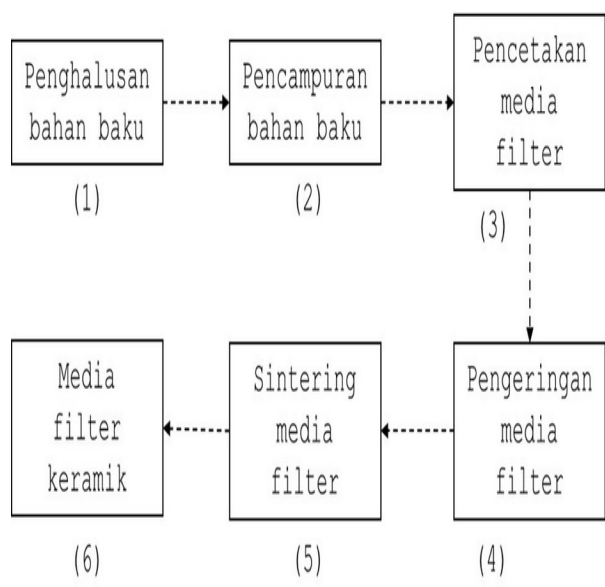 Penghalusan
bahan baku
(1)
Pencampuran
bahan baku
(2)
Pencetakan
media
filter
(3)
Pengeringan
media
filter
(4)
Sintering
media
filter
(5)
Media
filter
keramik
(6)